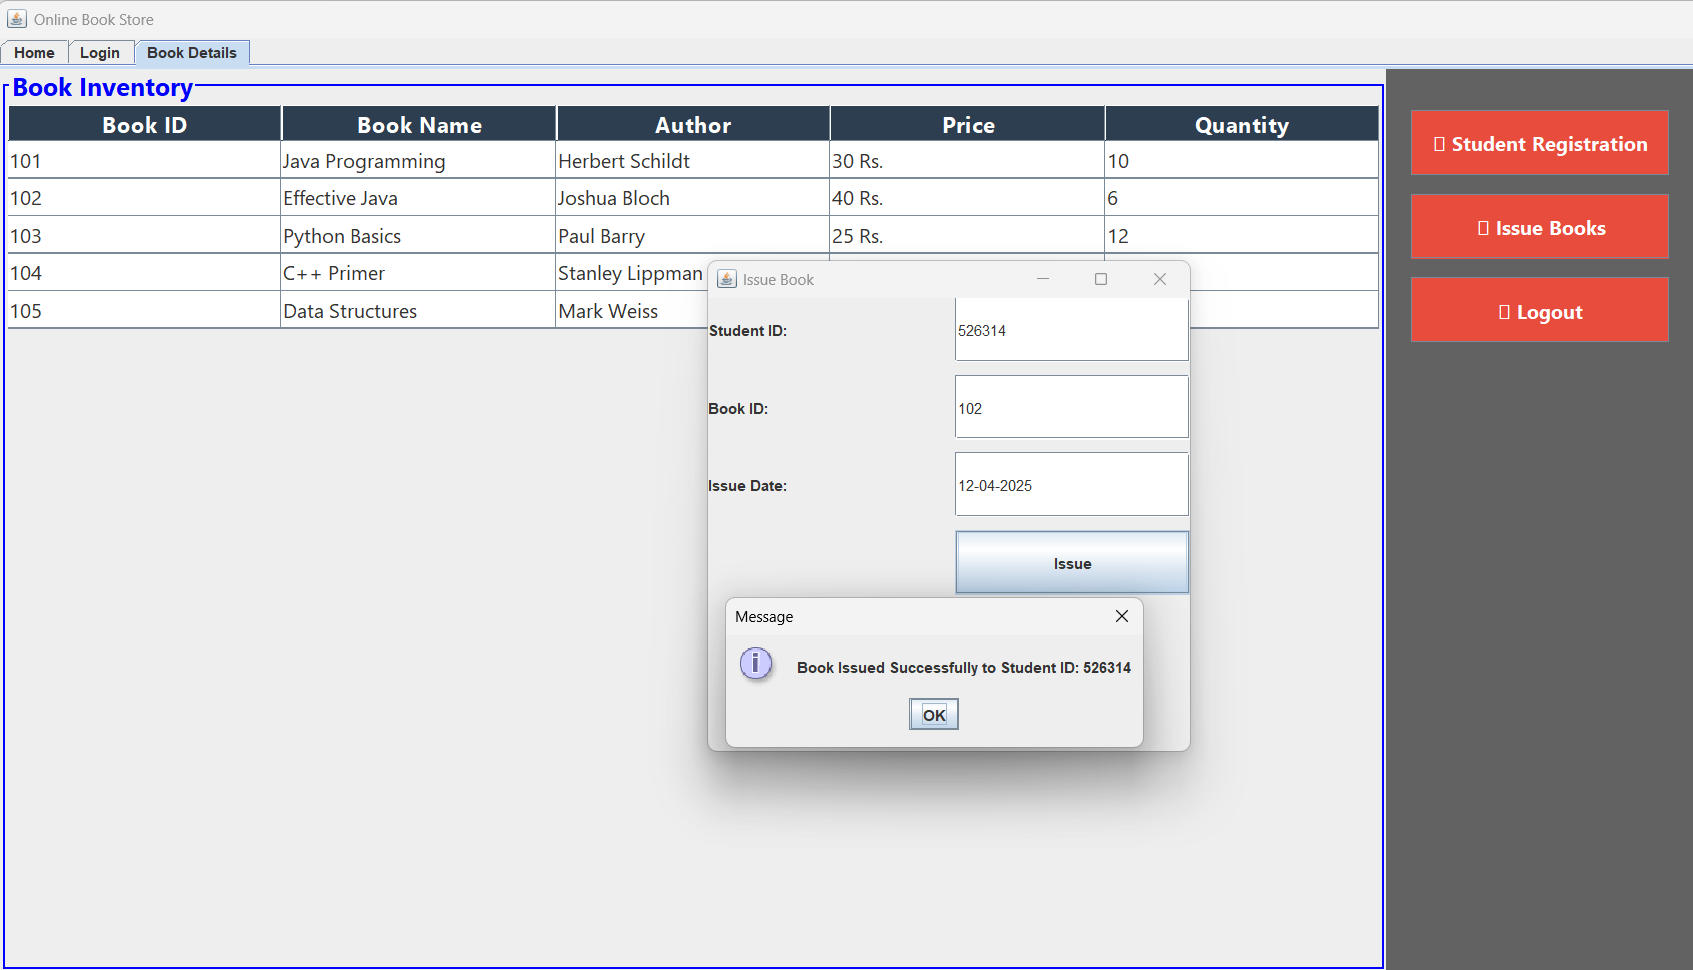 Online Book Store
Home Login Book Details
Book Inventory
Book ID Book Name Author Price Quantity
101 Java Programming Herbert Schildt 30 Rs. 10
102 Effective Java Joshua Bloch 40 Rs. 6
103 Python Basics Paul Barry 25 Rs. 12
104 C++ Primer Stanley Lippman
105 Data Structures Mark Weiss
Student Registration
Issue Books
Logout
Issue Book
Student ID: 526314
Book ID: 102
Issue Date: 12-04-2025
Issue
Message
Book Issued Successfully to Student ID: 526314
OK